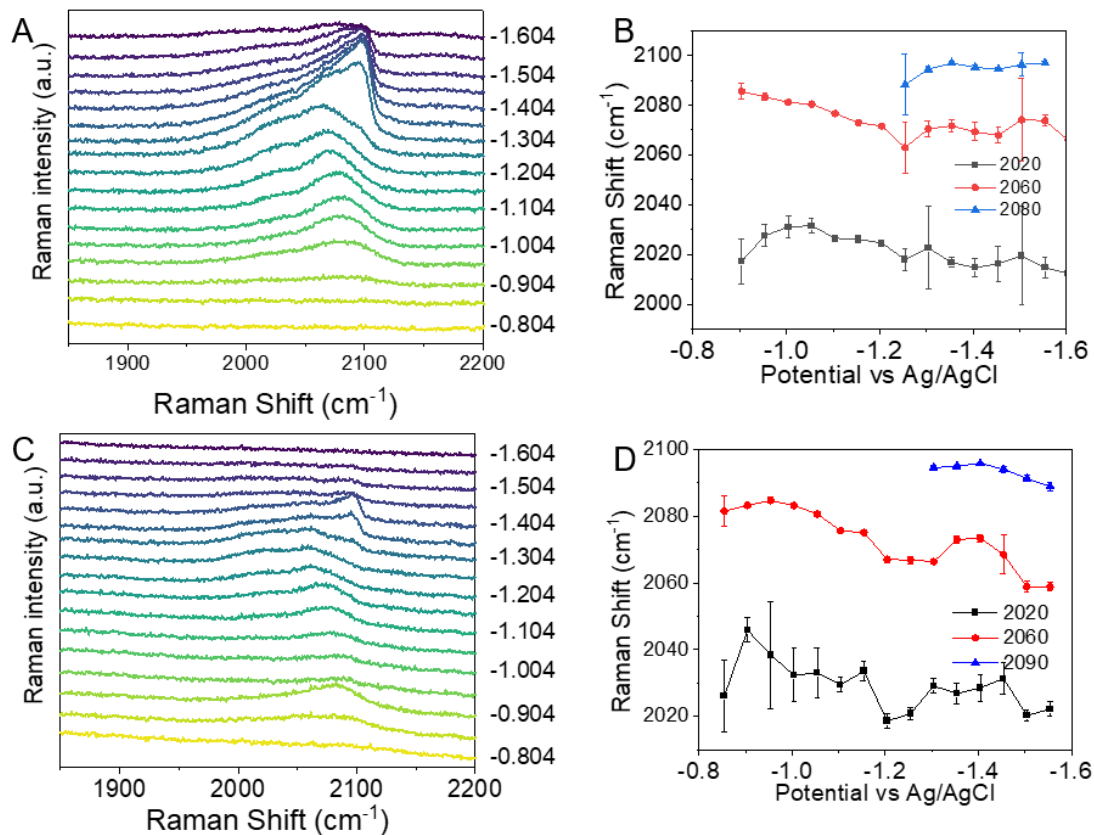 A
Raman intensity (a.u.)
-1.604
-1.504
-1.404
-1.304
-1.204
-1.104
-1.004
-0.904
-0.804
1900 2000 2100 2200
Raman Shift (cm⁻¹)
B
Raman Shift (cm⁻¹)
2100
2080
2060
2040
2020
2000
2020
2060
2080
-0.8 -1.0 -1.2 -1.4 -1.6
Potential vs Ag/AgCl
C
Raman intensity (a.u.)
-1.604
-1.504
-1.404
-1.304
-1.204
-1.104
-1.004
-0.904
-0.804
1900 2000 2100 2200
Raman Shift (cm⁻¹)
D
Raman Shift (cm⁻¹)
2100
2080
2060
2040
2020
2020
2060
2090
-0.8 -1.0 -1.2 -1.4 -1.6
Potential vs Ag/AgCl